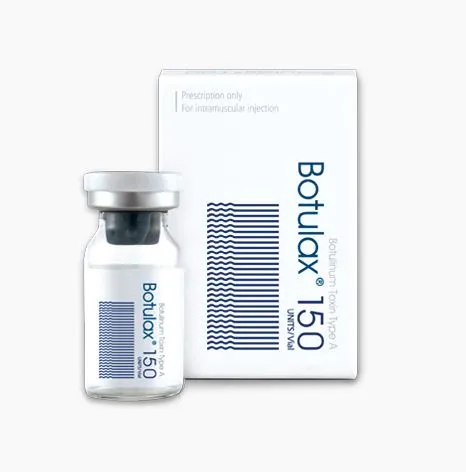 Prescription only
For intramuscular injection
Botulax® 150
UNITS/Vial
Botulinum Toxin Type A
Botulax® 150
UNITS/Vial
Botulinum Toxin Type A